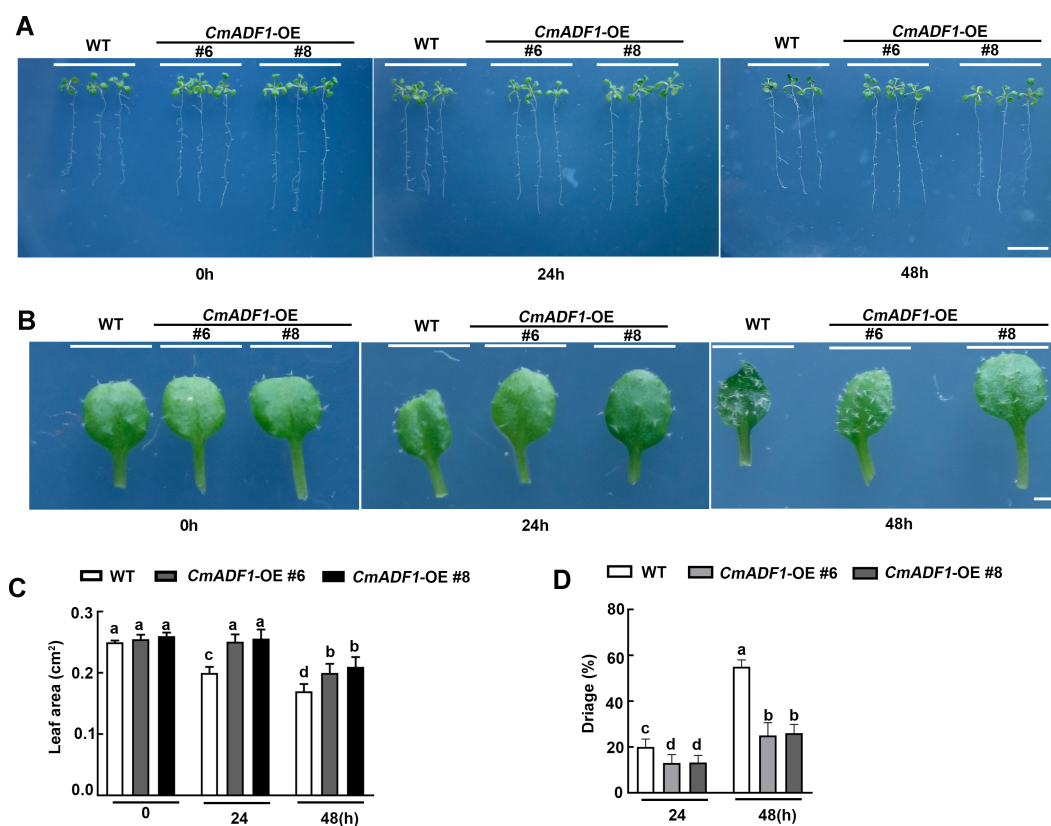 A
WT
CmADF1-OE
#6
#8
WT
CmADF1-OE
#6
#8
WT
CmADF1-OE
#6
#8
0h
24h
48h
B
WT
CmADF1-OE
#6
#8
WT
CmADF1-OE
#6
#8
WT
CmADF1-OE
#6
#8
0h
24h
48h
C
WT
CmADF1-OE #6
CmADF1-OE #8
Leaf area (cm²)
0.3
0.2
0.1
0.0
a
a
a
c
a
a
d
b
b
0
24
48(h)
D
WT
CmADF1-OE #6
CmADF1-OE #8
Driage (%)
80
60
40
20
0
c
d
d
a
b
b
24
48(h)